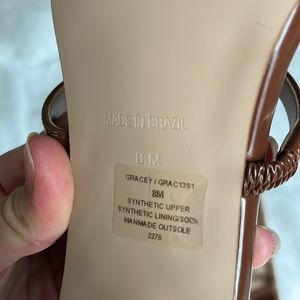 MADE IN BRAZIL
8 M
GRACEY / GRAC13S1
8M
SYNTHETIC UPPER
SYNTHETIC LINING/SOCK
MANMADE OUTSOLE
2278